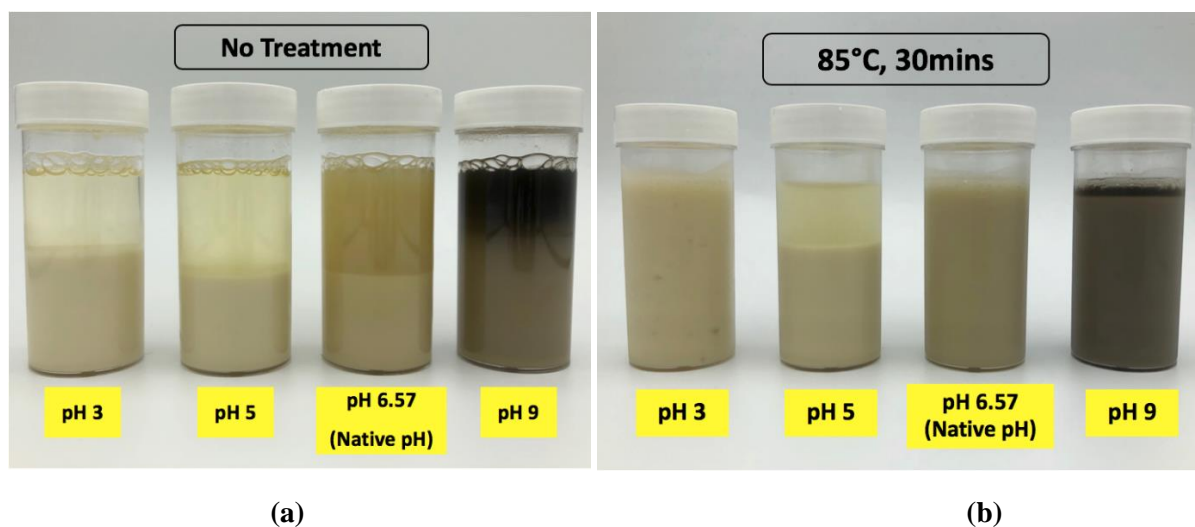 No Treatment
pH 3
pH 5
pH 6.57
(Native pH)
pH 9
(a)
85°C, 30mins
pH 3
pH 5
pH 6.57
(Native pH)
pH 9
(b)